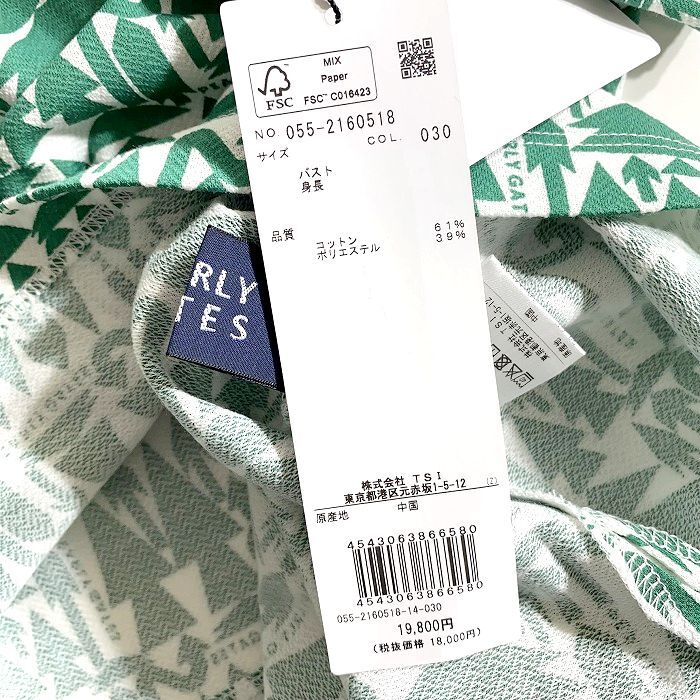 MIX
Paper
FSC
FSC™ C016423
NO. 055-2160518
サイズ
COL. 030
バスト
身長
品質
コットン 61%
ポリエステル 39%
RLY
TES
株式会社 TSI
東京都港区元赤坂1-5-12 (Z)
原産地 中国
4543063866580
4543063866580
055-2160518-14-030
19,800円
(税抜価格 18,000円)
RLY GAT